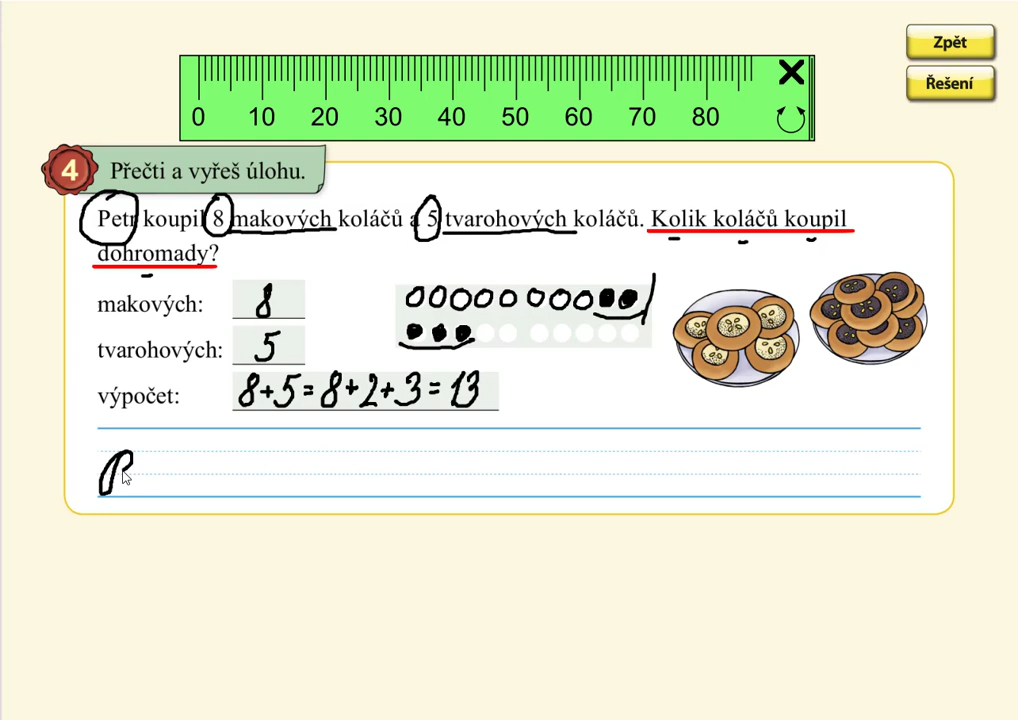 Zpět
Řešení
0 10 20 30 40 50 60 70 80
4 Přečti a vyřeš úlohu.
Petr koupil 8 makových koláčů a 5 tvarohových koláčů. Kolik koláčů koupil
dohromady?
makových: 8
tvarohových: 5
výpočet: 8+5=8+2+3=13
P